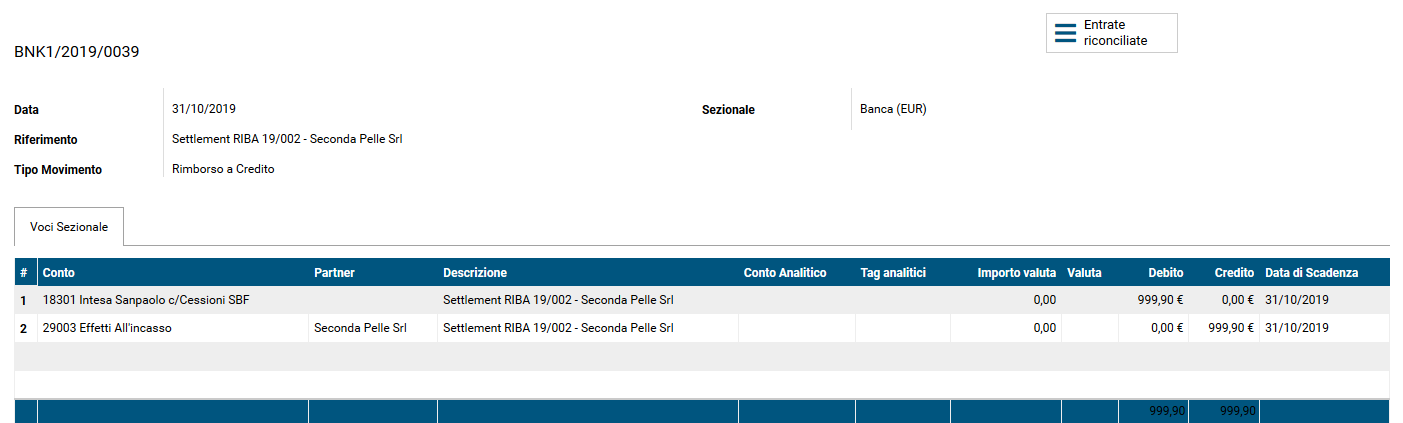 Entrate
riconciliate
BNK1/2019/0039
Data 31/10/2019 Sezionale Banca (EUR)
Riferimento Settlement RIBA 19/002 - Seconda Pelle Srl
Tipo Movimento Rimborso a Credito
Voci Sezionale
# Conto Partner Descrizione Conto Analitico Tag analitici Importo valuta Valuta Debito Credito Data di Scadenza
1 18301 Intesa Sanpaolo c/Cessioni SBF Settlement RIBA 19/002 - Seconda Pelle Srl 0,00 999,90 € 0,00 € 31/10/2019
2 29003 Effetti All'incasso Seconda Pelle Srl Settlement RIBA 19/002 - Seconda Pelle Srl 0,00 0,00 € 999,90 € 31/10/2019
999,90 999,90